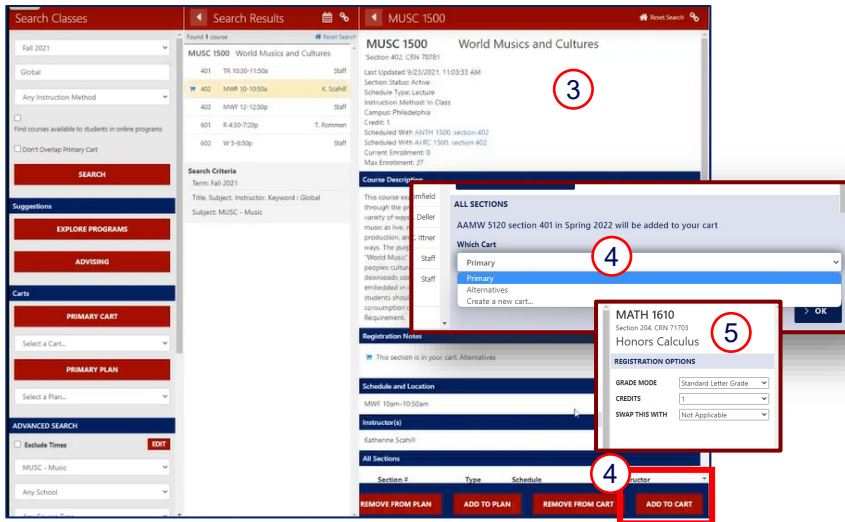 Search Classes
Fall 2021
Global
Any Instruction Method
Find courses available to students in online programs
Don't Overlap Primary Cart
SEARCH
Suggestions
EXPLORE PROGRAMS
ADVISING
Carts
PRIMARY CART
Select a Cart...
PRIMARY PLAN
Select a Plan...
ADVANCED SEARCH
Exclude Times EDIT
MUSC - Music
Any School
Search Results
Found 1 course Reset Search
MUSC 1500 World Musics and Cultures
401 TR 10:30-11:50a Staff
402 MWF 10-10:50a K. Scahill
403 MWF 12-12:50p Staff
601 R 4:30-7:20p T. Rommen
602 W 5-6:50p Staff
Search Criteria
Term: Fall 2021
Title, Subject, Instructor, Keyword : Global
Subject: MUSC - Music
MUSC 1500 Reset Search
MUSC 1500 World Musics and Cultures
Section 402, CRN 70781
Last Updated 9/23/2021, 11:03:33 AM
Section Status: Active
Schedule Type: Lecture
Instruction Method: In Class
Campus: Philadelphia
Credit: 1
Scheduled With ANTH 1500, section 402
Scheduled With AFRC 1500, section 402
Current Enrollment: 0
Max Enrollment: 27
3
Course Description
This course
through the
variety of ways
music as live,
production, an
ways. The
"World Music"
peoples
downloads
embedded in
students shoul
consumption
Requirement.
Registration Notes
This section is in your cart: Alternatives
Schedule and Location
MWF 10am-10:50am
Instructor(s)
Katherine Scahill
All Sections
Section # Type Schedule
ructor
REMOVE FROM PLAN ADD TO PLAN REMOVE FROM CART ADD TO CART
4
omfield
Deller
Ittner
Staff
Staff
ALL SECTIONS
AAMW 5120 section 401 in Spring 2022 will be added to your cart
Which Cart
4
Primary
Primary
Alternatives
Create a new cart...
> OK
MATH 1610
Section 204, CRN 71703
Honors Calculus
5
REGISTRATION OPTIONS
GRADE MODE Standard Letter Grade
CREDITS 1
SWAP THIS WITH Not Applicable